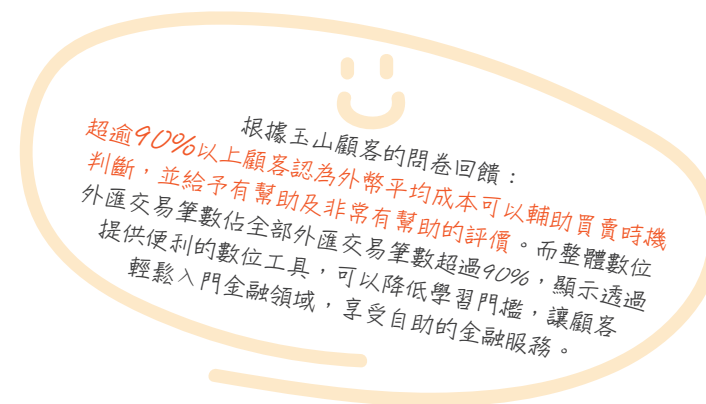 根據玉山顧客的問卷回饋：
超逾90%以上顧客認為外幣平均成本可以輔助買賣時機
判斷，並給予有幫助及非常有幫助的評價。而整體數位
外匯交易筆數佔全部外匯交易筆數超過90%，顯示透過
提供便利的數位工具，可以降低學習門檻，讓顧客
輕鬆入門金融領域，享受自助的金融服務。